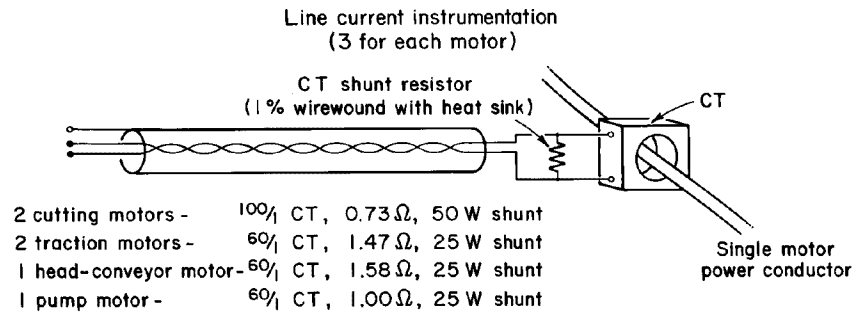 Line current instrumentation
(3 for each motor)
CT shunt resistor
(1% wirewound with heat sink)
CT
2 cutting motors - 100/1 CT, 0.73Ω, 50 W shunt
2 traction motors - 60/1 CT, 1.47Ω, 25 W shunt
1 head-conveyor motor - 60/1 CT, 1.58Ω, 25 W shunt
1 pump motor - 60/1 CT, 1.00Ω, 25 W shunt
Single motor
power conductor